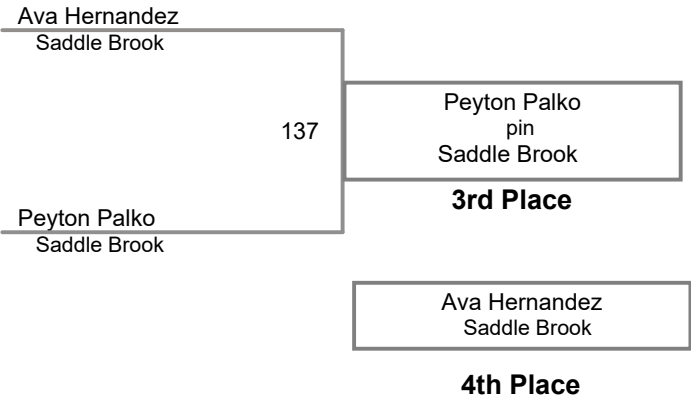 Ava Hernandez
Saddle Brook
137
Peyton Palko
pin
Saddle Brook
3rd Place
Peyton Palko
Saddle Brook
Ava Hernandez
Saddle Brook
4th Place